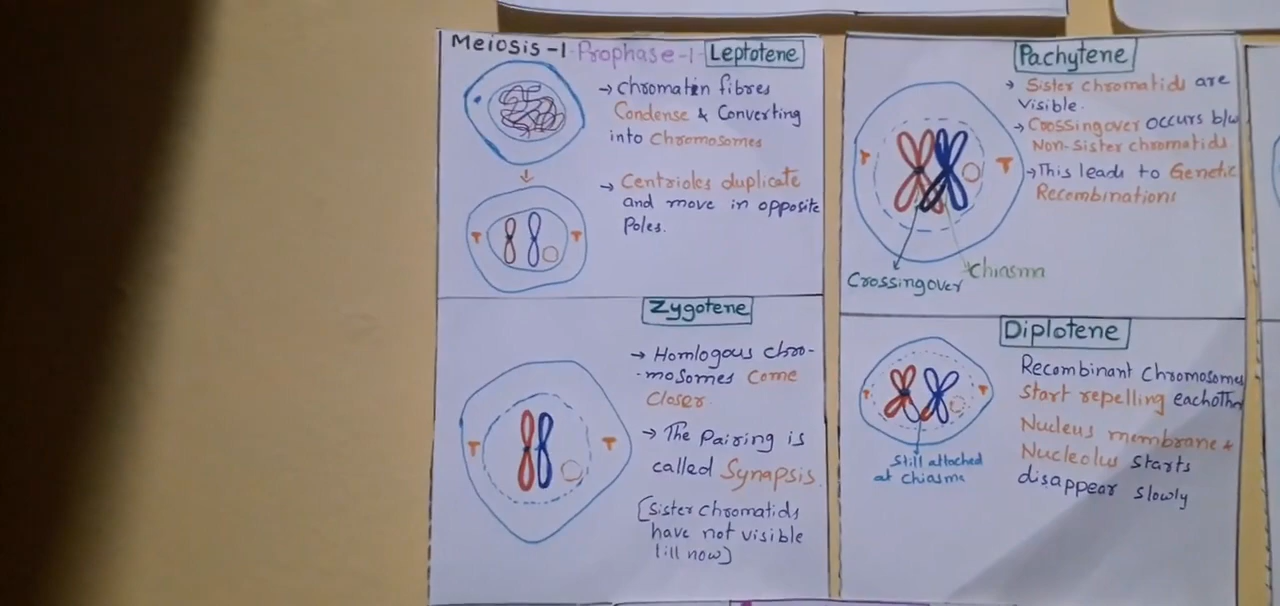 Meiosis-1-Prophase-1-Leptotene
→ chromatin fibres
Condense & Converting
into Chromosomes
→ Centrioles duplicate
and move in opposite
Poles.
Zygotene
→ Homologous chro-
-mosomes come
closer.
→ The Pairing is
called Synapsis.
[Sister chromatids
have not visible
till now]
Pachytene
→ Sister chromatids are
visible.
→ Crossingover occurs b/w
Non-Sister chromatids.
→ This leads to Genetic
Recombinations
Crossingover
Chiasma
Diplotene
Recombinant Chromosomes
Start repelling eachother
Nucleus membrane &
Nucleolus starts
disappear slowly
Still attached
at chiasma